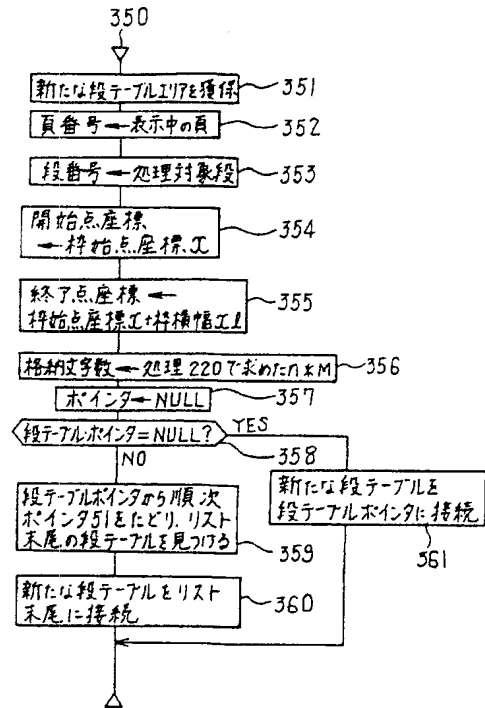 350
新たな段テーブルエリアを獲保 351
頁番号←表示中の頁 352
段番号←処理対象段 353
開始点座標
←枠始点座標x 354
終了点座標←
枠始点座標x+枠横幅xl 355
格納文字数←処理220で求めたn*M 356
ポインタ←NULL 357
段テーブル・ポインタ=NULL? YES
358
NO
段テーブルポインタから順次
ポインタ51をたどり,リスト
末尾の段テーブルを見つける 359
新たな段テーブルを
段テーブルポインタに接続
361
新たな段テーブルをリスト
末尾に接続 360